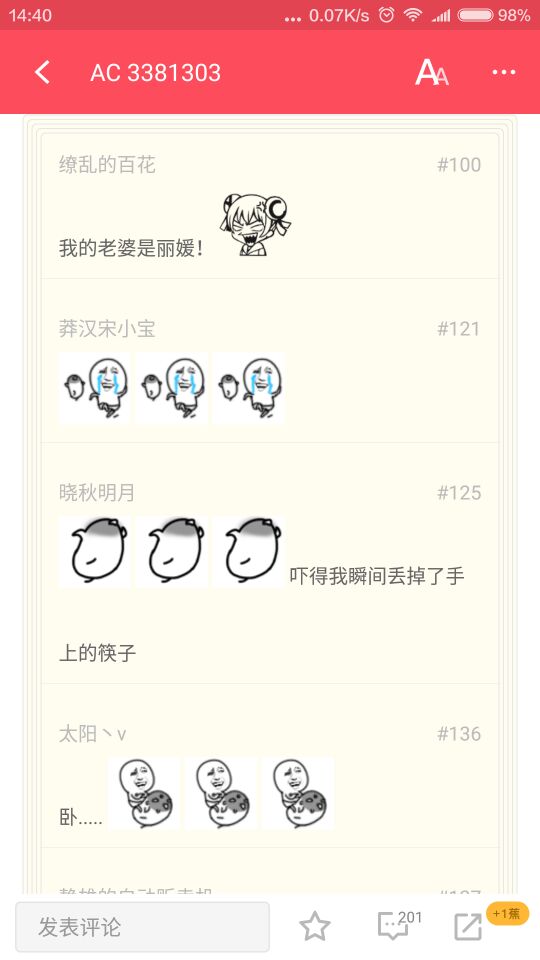 14:40
... 0.07K/s 98%
AC 3381303
AA
缭乱的百花 #100
我的老婆是丽媛!
莽汉宋小宝 #121
晓秋明月 #125
吓得我瞬间丢掉了手
上的筷子
太阳丶v #136
卧.....
发表评论
201
+1蕉